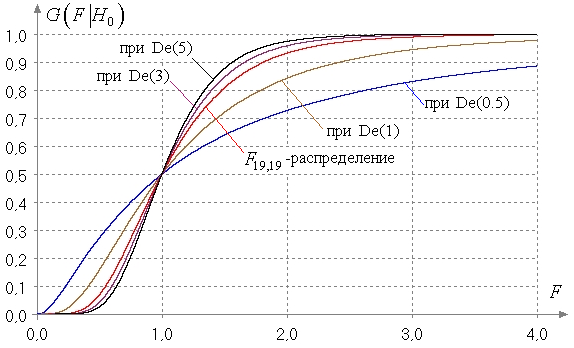 G(F|H₀)
1.0
при De(5)
0.9
при De(3)
0.8
при De(0.5)
0.7
при De(1)
0.6
F₁₉,₁₉-распределение
0.5
0.4
0.3
0.2
0.1
F
0.0
0,0 1.0 2.0 3.0 4.0